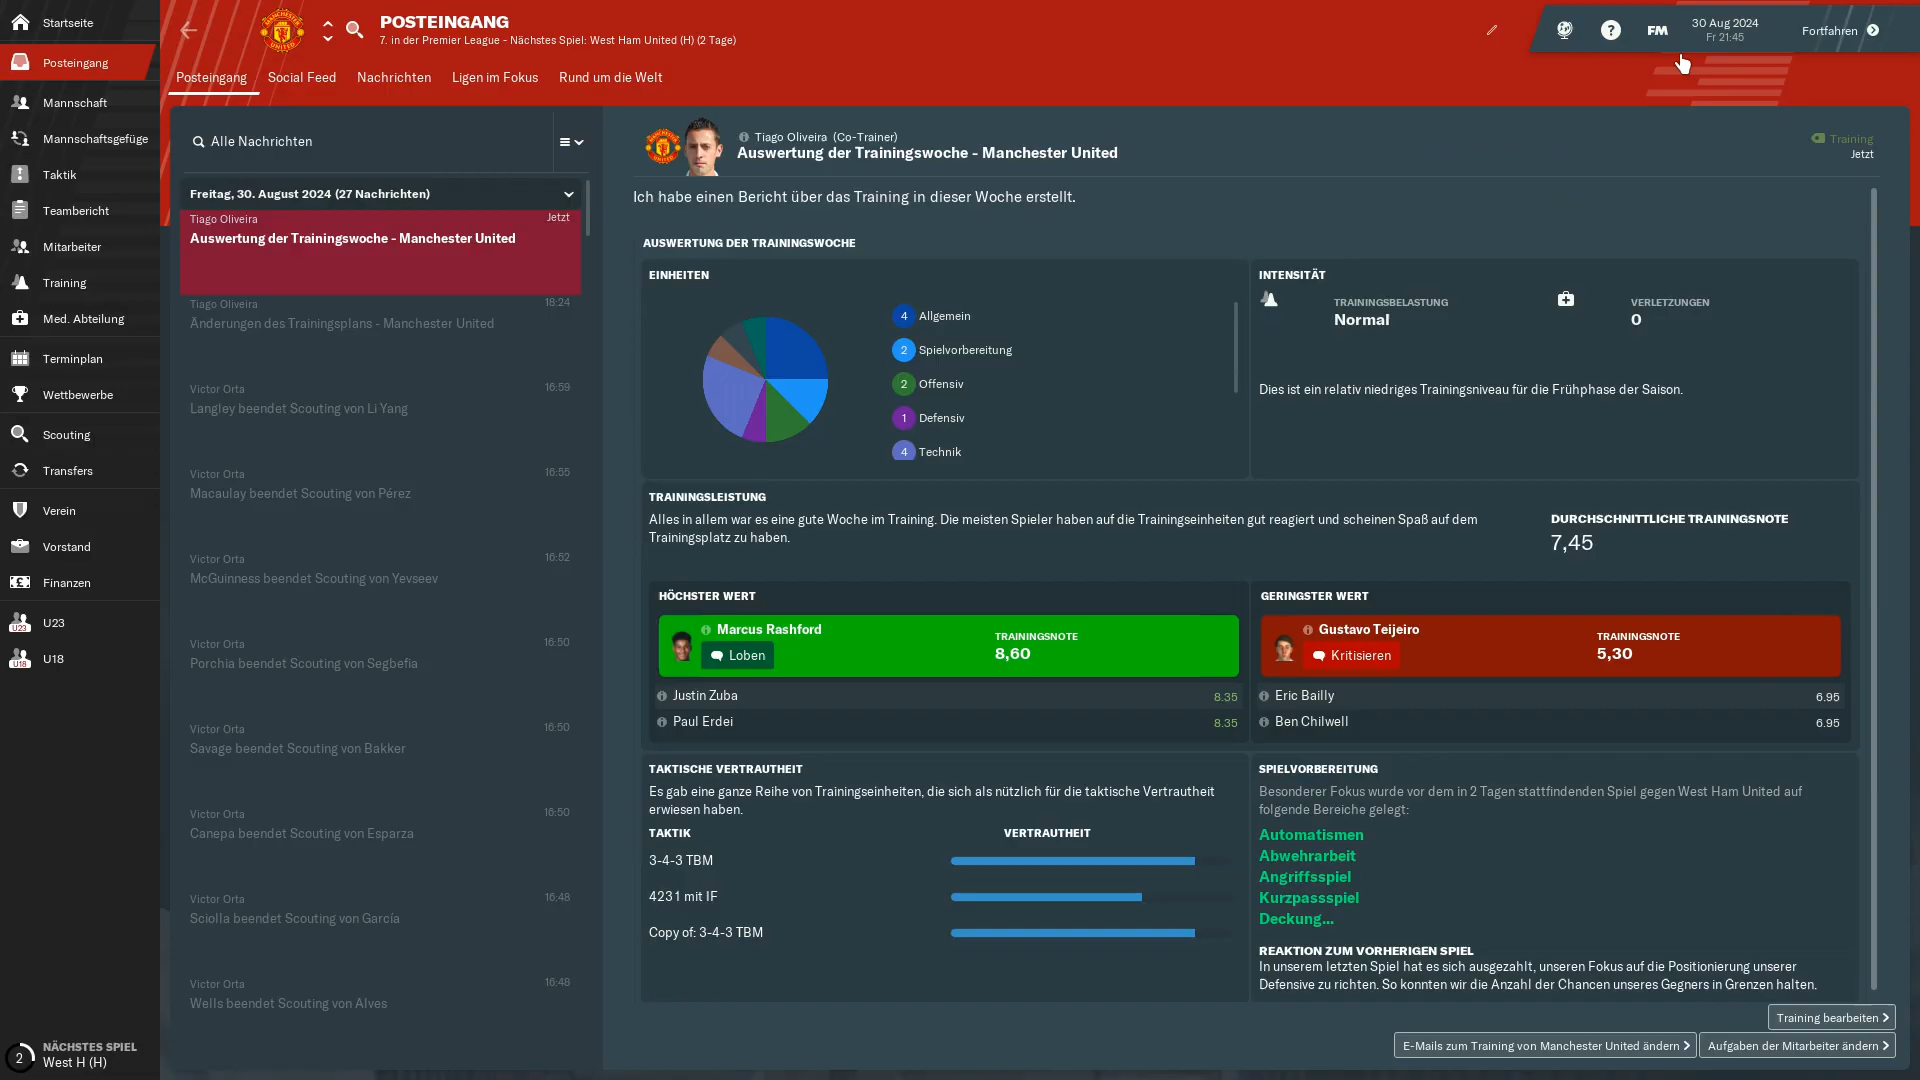 Startseite
Posteingang
Mannschaft
Mannschaftsgefüge
Taktik
Teambericht
Mitarbeiter
Training
Med. Abteilung
Terminplan
Wettbewerbe
Scouting
Transfers
Verein
Vorstand
Finanzen
U23
U23
U18
U18
2
NÄCHSTES SPIEL
West H (H)
POSTEINGANG
7. in der Premier League - Nächstes Spiel: West Ham United (H) (2 Tage)
FM
30 Aug 2024
Fr 21:45
Fortfahren
Posteingang
Social Feed
Nachrichten
Ligen im Fokus
Rund um die Welt
Alle Nachrichten
Freitag, 30. August 2024 (27 Nachrichten)
Tiago Oliveira Jetzt
Auswertung der Trainingswoche - Manchester United
Tiago Oliveira 18:24
Änderungen des Trainingsplans - Manchester United
Victor Orta 16:59
Langley beendet Scouting von Li Yang
Victor Orta 16:55
Macaulay beendet Scouting von Pérez
Victor Orta 16:52
McGuinness beendet Scouting von Yevseev
Victor Orta 16:50
Porchia beendet Scouting von Segbefia
Victor Orta 16:50
Savage beendet Scouting von Bakker
Victor Orta 16:50
Canepa beendet Scouting von Esparza
Victor Orta 16:48
Sciolla beendet Scouting von García
Victor Orta 16:48
Wells beendet Scouting von Alves
Tiago Oliveira (Co-Trainer)
Auswertung der Trainingswoche - Manchester United
Training
Jetzt
Ich habe einen Bericht über das Training in dieser Woche erstellt.
AUSWERTUNG DER TRAININGSWOCHE
EINHEITEN
4 Allgemein
2 Spielvorbereitung
2 Offensiv
1 Defensiv
4 Technik
INTENSITÄT
TRAININGSBELASTUNG
Normal
VERLETZUNGEN
0
Dies ist ein relativ niedriges Trainingsniveau für die Frühphase der Saison.
TRAININGSLEISTUNG
Alles in allem war es eine gute Woche im Training. Die meisten Spieler haben auf die Trainingseinheiten gut reagiert und scheinen Spaß auf dem
Trainingsplatz zu haben.
DURCHSCHNITTLICHE TRAININGSNOTE
7,45
HÖCHSTER WERT
Marcus Rashford
Loben
TRAININGSNOTE
8,60
Justin Zuba 8.35
Paul Erdei 8.35
GERINGSTER WERT
Gustavo Teijeiro
Kritisieren
TRAININGSNOTE
5,30
Eric Bailly 6.95
Ben Chilwell 6.95
TAKTISCHE VERTRAUTHEIT
Es gab eine ganze Reihe von Trainingseinheiten, die sich als nützlich für die taktische Vertrautheit
erwiesen haben.
TAKTIK VERTRAUTHEIT
3-4-3 TBM
4231 mit IF
Copy of: 3-4-3 TBM
SPIELVORBEREITUNG
Besonderer Fokus wurde vor dem in 2 Tagen stattfindenden Spiel gegen West Ham United auf
folgende Bereiche gelegt:
Automatismen
Abwehrarbeit
Angriffsspiel
Kurzpassspiel
Deckung...
REAKTION ZUM VORHERIGEN SPIEL
In unserem letzten Spiel hat es sich ausgezahlt, unseren Fokus auf die Positionierung unserer
Defensive zu richten. So konnten wir die Anzahl der Chancen unseres Gegners in Grenzen halten.
Training bearbeiten
E-Mails zum Training von Manchester United ändern
Aufgaben der Mitarbeiter ändern